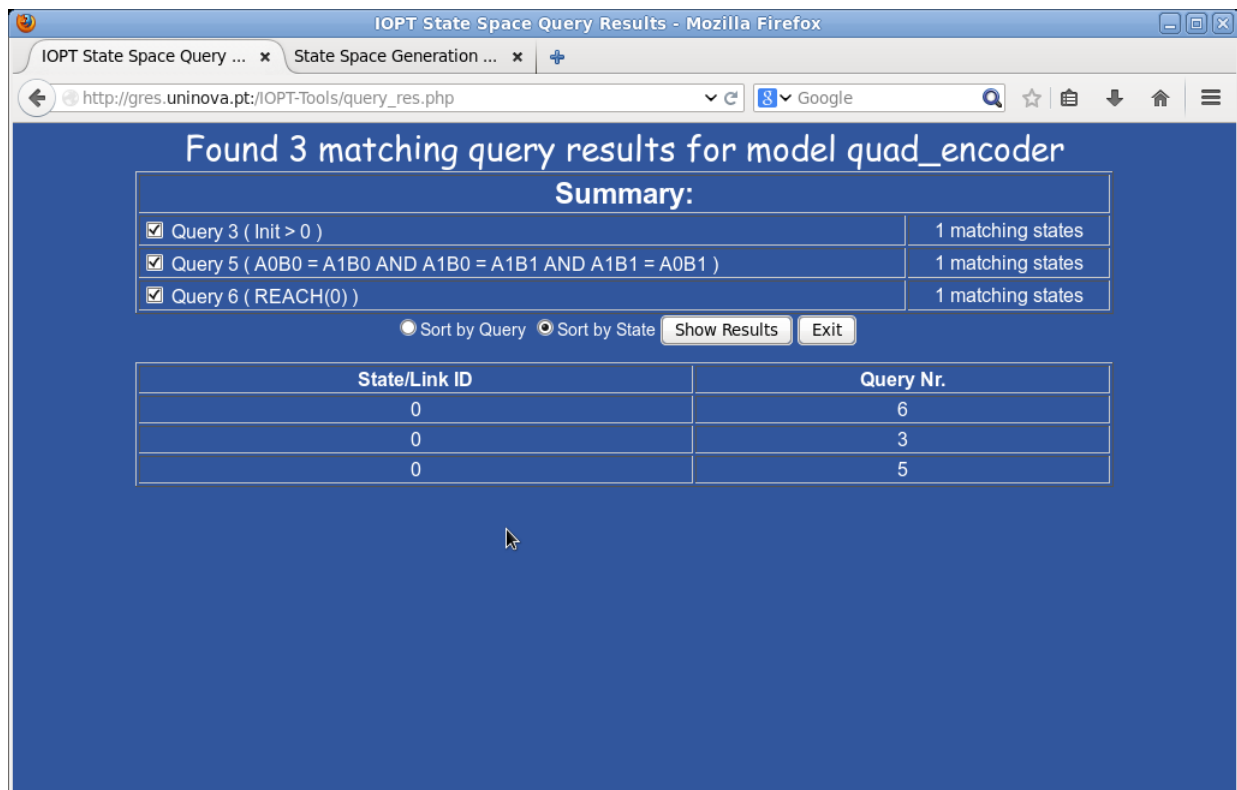 IOPT State Space Query Results - Mozilla Firefox
IOPT State Space Query ... State Space Generation ...
http://gres.uninova.pt:/IOPT-Tools/query_res.php Google
Found 3 matching query results for model quad_encoder
Summary:
Query 3 ( Init > 0 ) 1 matching states
Query 5 ( A0B0 = A1B0 AND A1B0 = A1B1 AND A1B1 = A0B1 ) 1 matching states
Query 6 ( REACH(0) ) 1 matching states
Sort by Query Sort by State Show Results Exit
State/Link ID Query Nr.
0 6
0 3
0 5